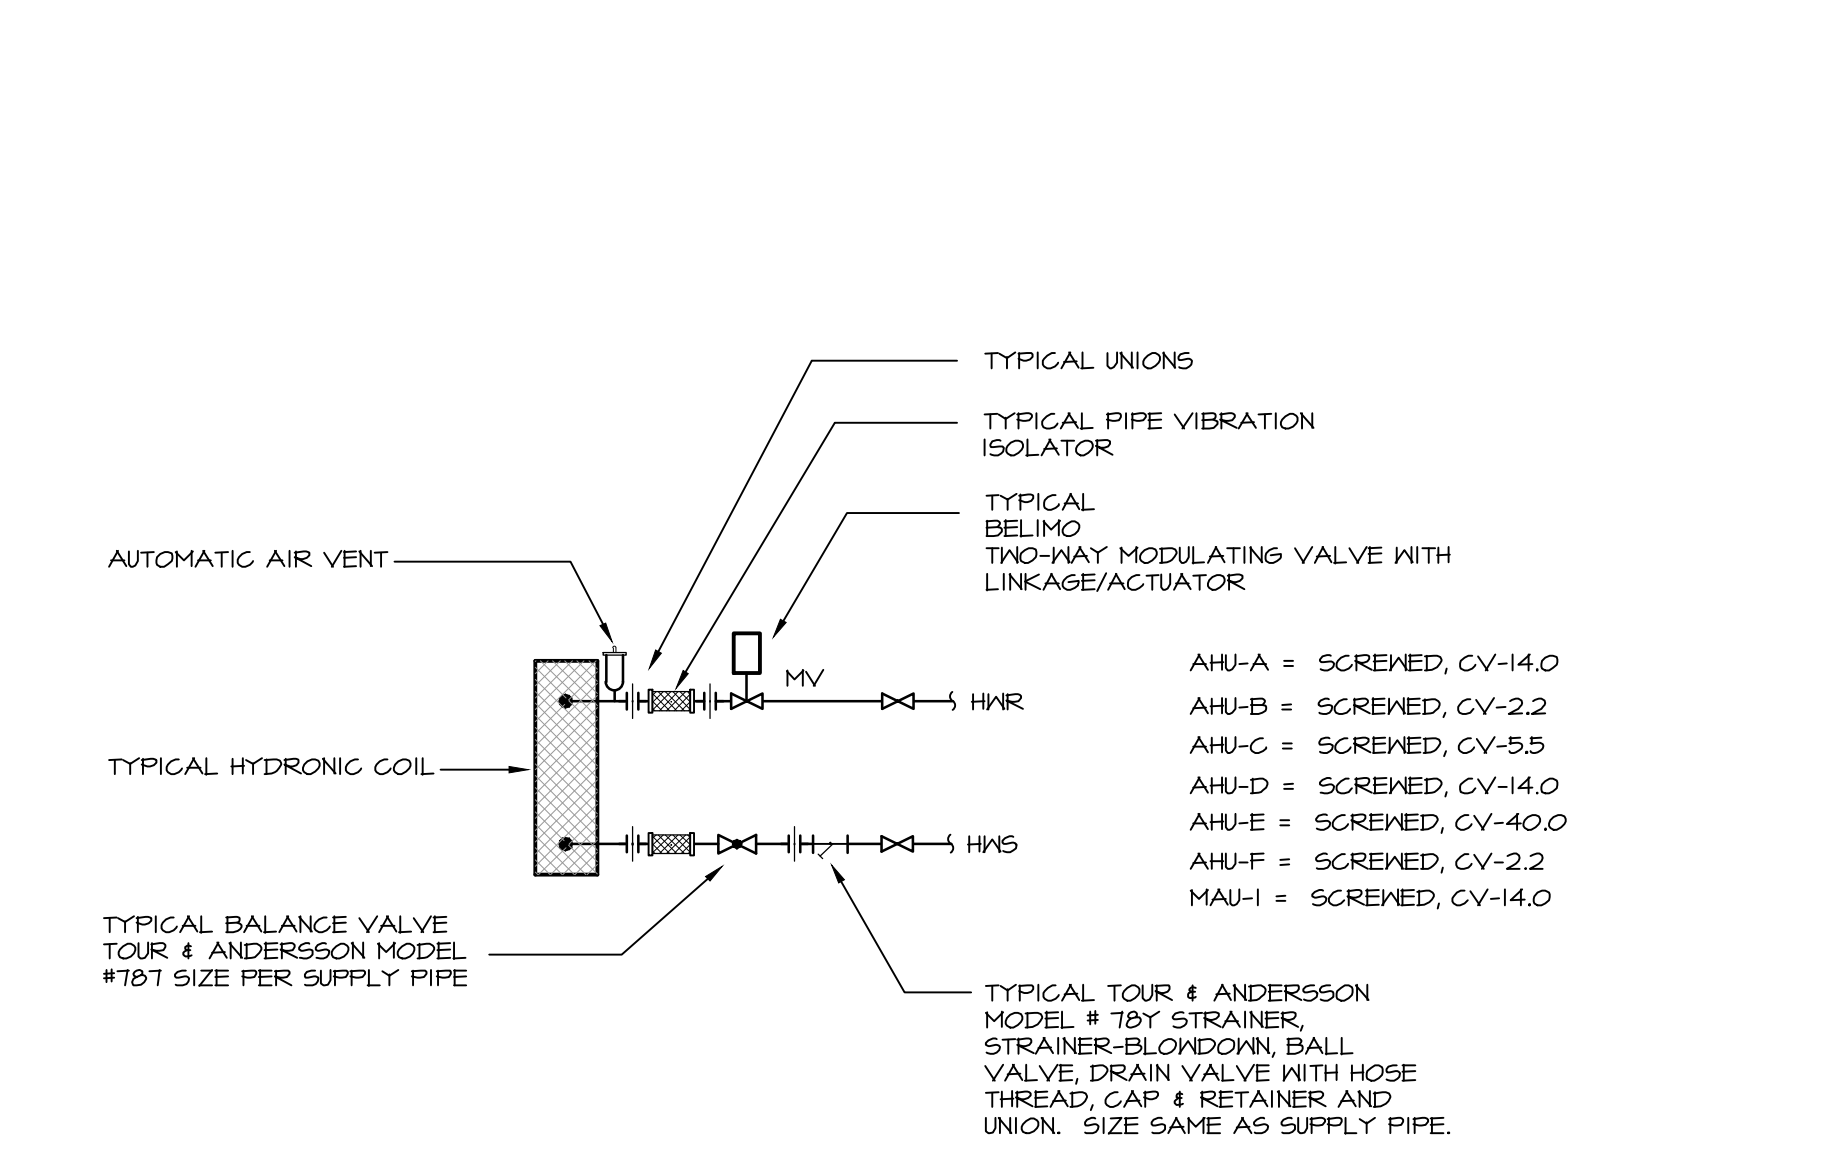 TYPICAL UNIONS
TYPICAL PIPE VIBRATION
ISOLATOR
TYPICAL
BELIMO
TWO-WAY MODULATING VALVE WITH
LINKAGE/ACTUATOR
AUTOMATIC AIR VENT
MV
HWR
TYPICAL HYDRONIC COIL
HWS
AHU-A = SCREWED, CV-14.0
AHU-B = SCREWED, CV-2.2
AHU-C = SCREWED, CV-5.5
AHU-D = SCREWED, CV-14.0
AHU-E = SCREWED, CV-40.0
AHU-F = SCREWED, CV-2.2
MAU-1 = SCREWED, CV-14.0
TYPICAL BALANCE VALVE
TOUR & ANDERSSON MODEL
#787 SIZE PER SUPPLY PIPE
TYPICAL TOUR & ANDERSSON
MODEL # 78Y STRAINER,
STRAINER-BLOWDOWN, BALL
VALVE, DRAIN VALVE WITH HOSE
THREAD, CAP & RETAINER AND
UNION. SIZE SAME AS SUPPLY PIPE.